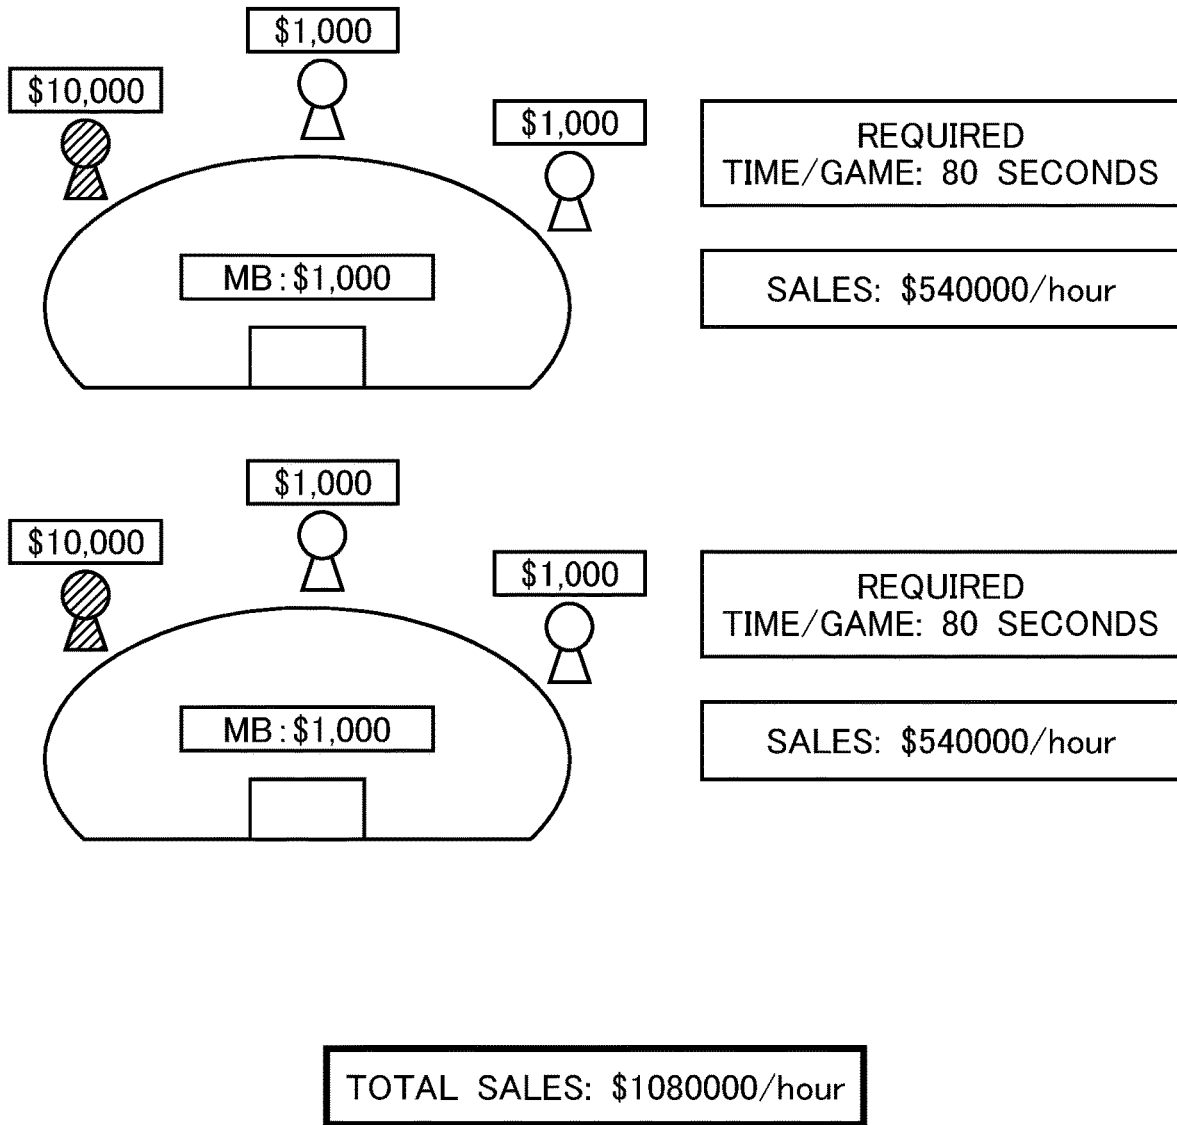 $1,000
$10,000
$1,000
REQUIRED
TIME/GAME: 80 SECONDS
MB:$1,000
SALES: $540000/hour
$1,000
$10,000
$1,000
REQUIRED
TIME/GAME: 80 SECONDS
MB:$1,000
SALES: $540000/hour
TOTAL SALES: $1080000/hour